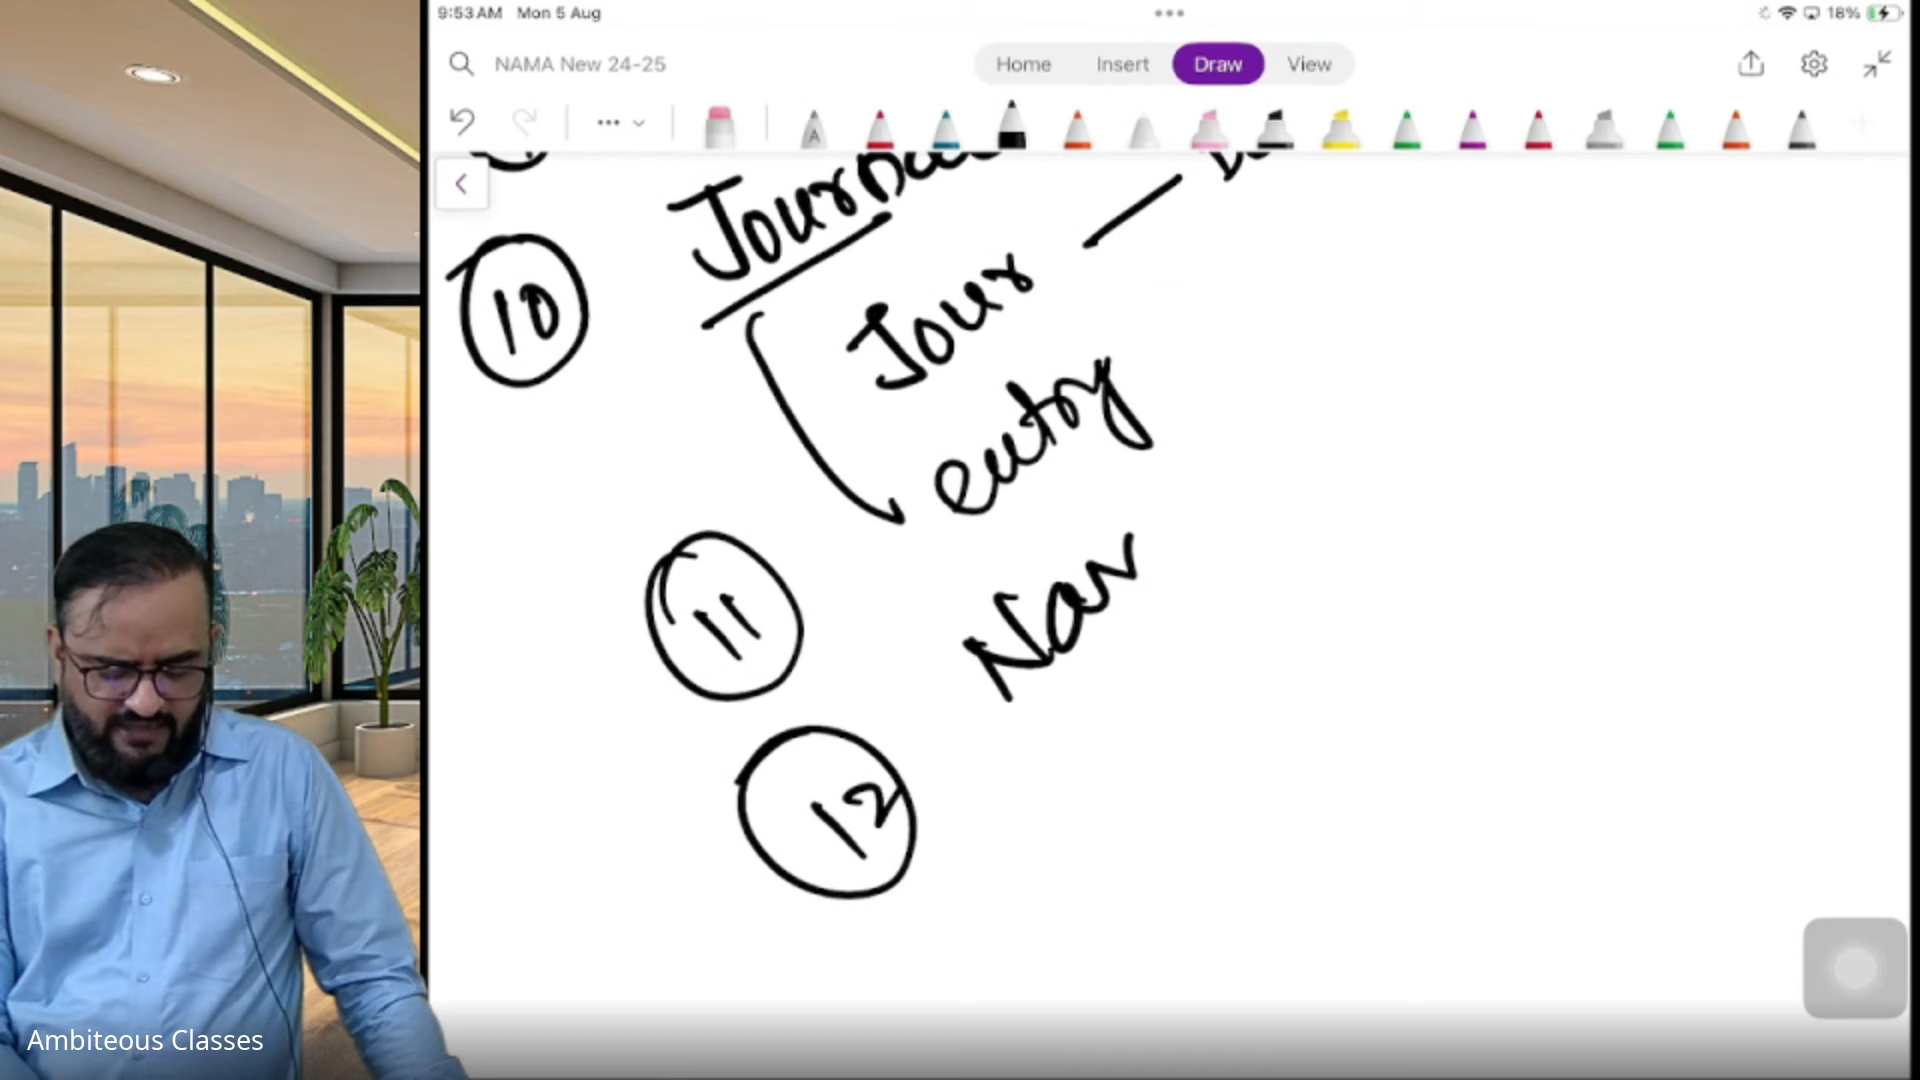 9:53 AM Mon 5 Aug
18%
NAMA New 24-25
Home Insert Draw View
A
10
Jour
entry
11 Nar
12
Ambiteous Classes